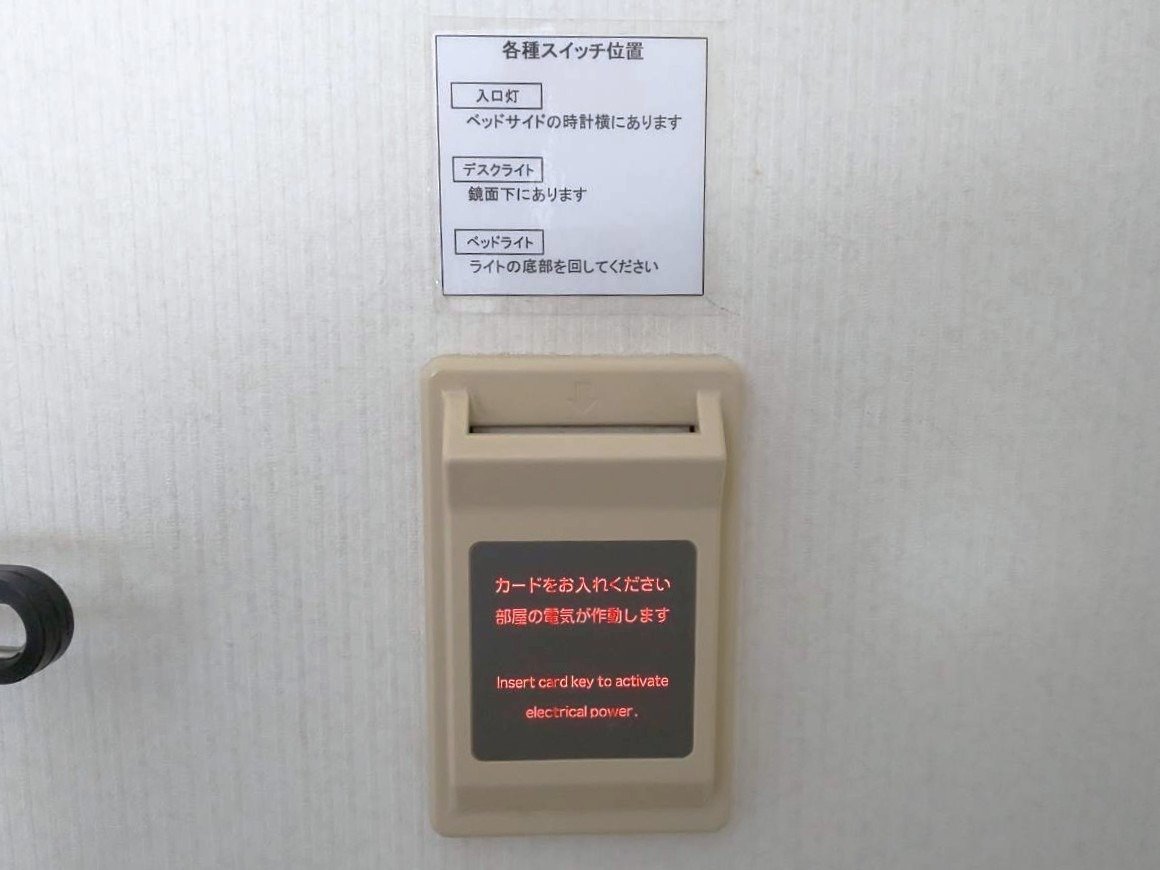 各種スイッチ位置
入口灯
ベッドサイドの時計横にあります
デスクライト
鏡面下にあります
ベッドライト
ライトの底部を回してください
カードをお入れください
部屋の電気が作動します
Insert card key to activate
electrical power.